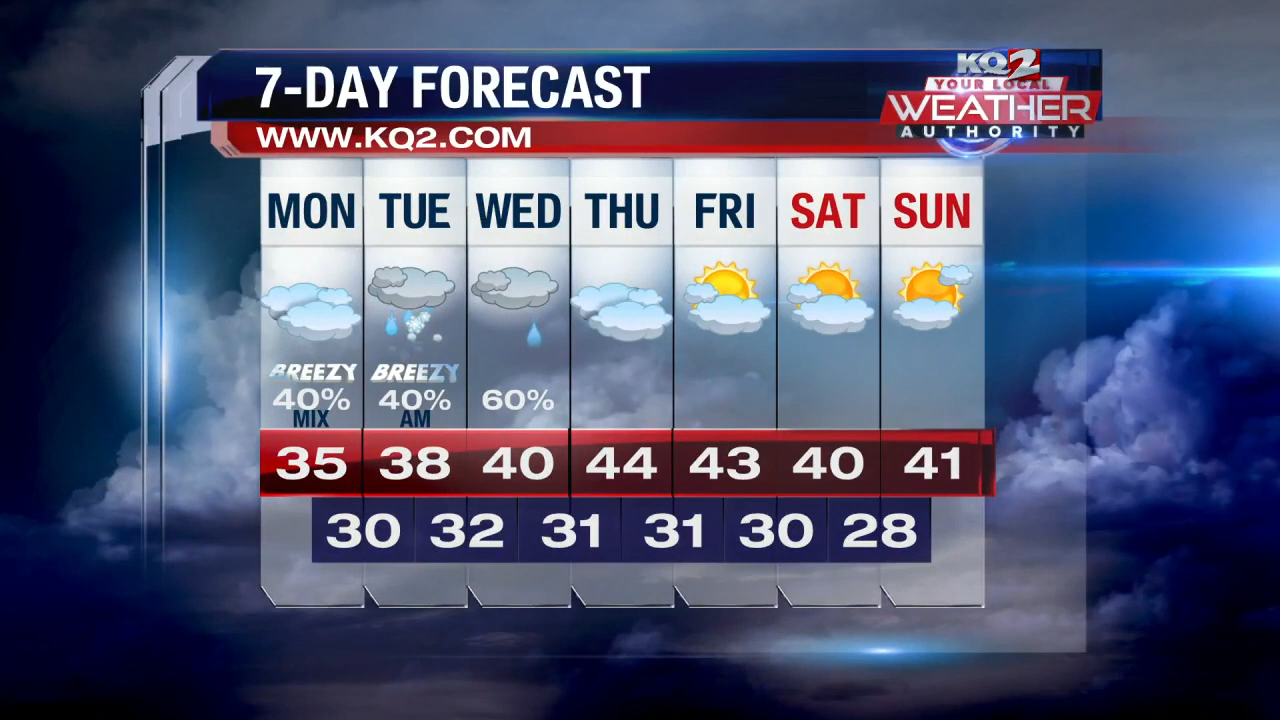 7-DAY FORECAST
WWW.KQ2.COM
KQ2
YOUR LOCAL
WEATHER
AUTHORITY
MON TUE WED THU FRI SAT SUN
BREEZY BREEZY
40% 40% 60%
MIX AM
35 38 40 44 43 40 41
30 32 31 31 30 28